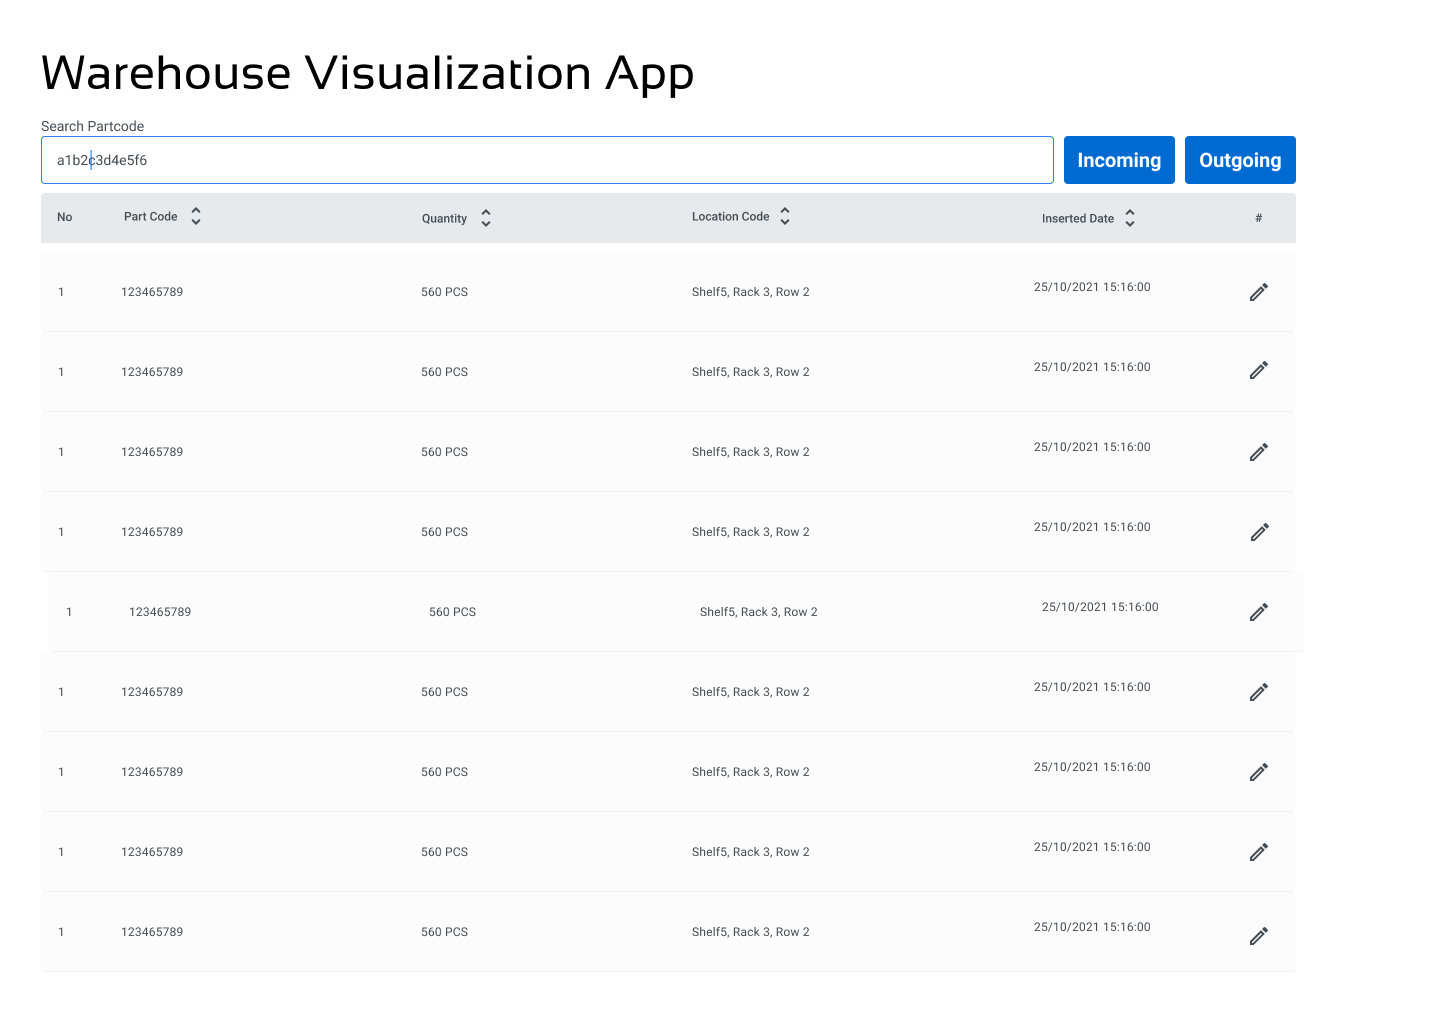 Warehouse Visualization App
Search Partcode
a1b2c3d4e5f6 Incoming Outgoing
No Part Code Quantity Location Code Inserted Date #
1 123465789 560 PCS Shelf5, Rack 3, Row 2 25/10/2021 15:16:00
1 123465789 560 PCS Shelf5, Rack 3, Row 2 25/10/2021 15:16:00
1 123465789 560 PCS Shelf5, Rack 3, Row 2 25/10/2021 15:16:00
1 123465789 560 PCS Shelf5, Rack 3, Row 2 25/10/2021 15:16:00
1 123465789 560 PCS Shelf5, Rack 3, Row 2 25/10/2021 15:16:00
1 123465789 560 PCS Shelf5, Rack 3, Row 2 25/10/2021 15:16:00
1 123465789 560 PCS Shelf5, Rack 3, Row 2 25/10/2021 15:16:00
1 123465789 560 PCS Shelf5, Rack 3, Row 2 25/10/2021 15:16:00
1 123465789 560 PCS Shelf5, Rack 3, Row 2 25/10/2021 15:16:00